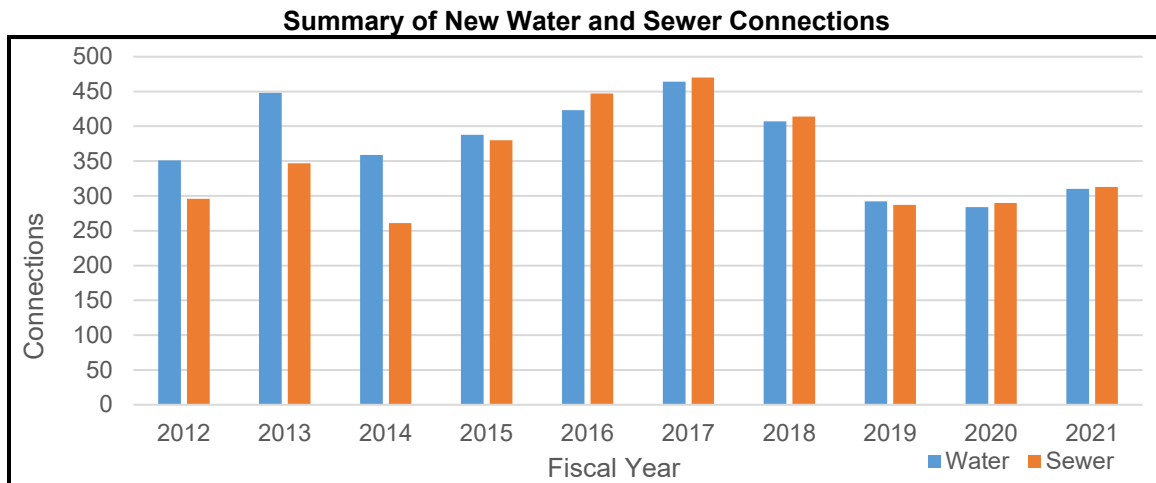 Summary of New Water and Sewer Connections
500
450
400
350
300
250
200
150
100
50
0
Connections
2012 2013 2014 2015 2016 2017 2018 2019 2020 2021
Fiscal Year
Water Sewer